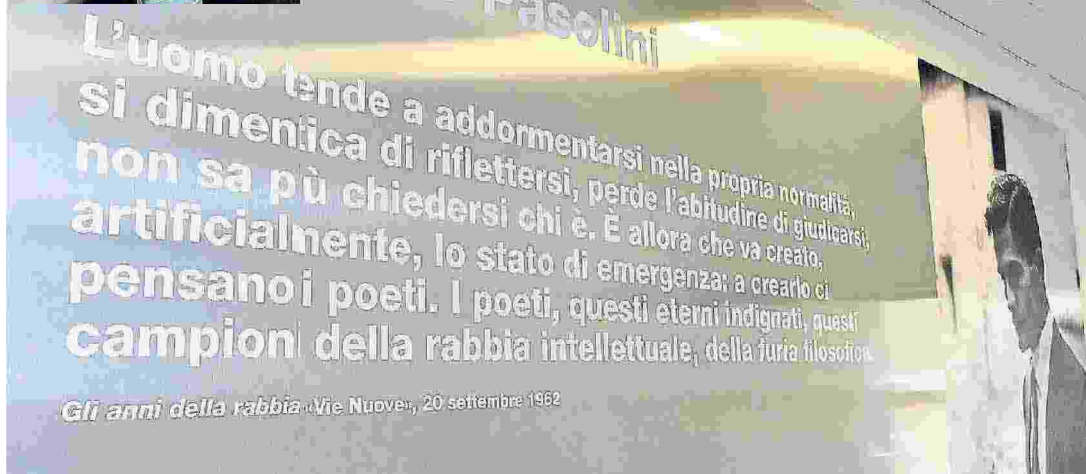 Pasolini
L'uomo tende a addormentarsi nella propria normalità,
si dimentica di riflettersi, perde l'abitudine di giudicarsi,
non sa pù chiedersi chi è. È allora che va creato,
artificialmente, lo stato di emergenza: a crearlo ci
pensano i poeti. I poeti, questi eterni indignati, questi
campioni della rabbia intellettuale, della furia filosofica.
Gli anni della rabbia «Vie Nuove», 20 settembre 1962